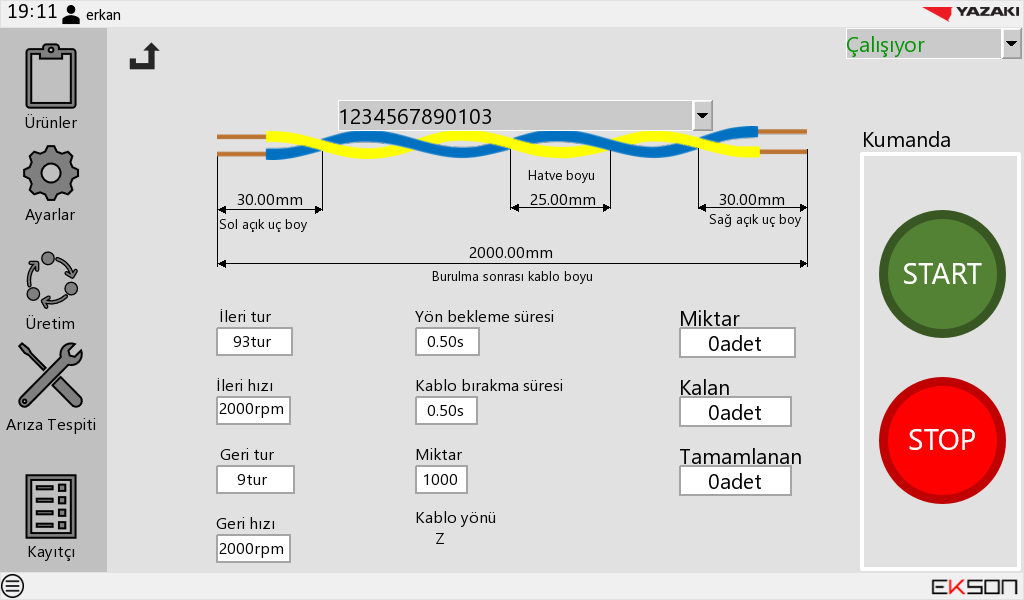 19:11 erkan YAZAKI
Çalışıyor
1234567890103
Kumanda
Ürünler
Ayarlar
Üretim
Arıza Tespiti
Kayıtçı
Hatve boyu
30.00mm 25.00mm 30.00mm
Sol açık uç boy Sağ açık uç boy
2000.00mm
Burulma sonrası kablo boyu
İleri tur Yön bekleme süresi Miktar
93tur 0.50s 0adet
İleri hızı Kablo bırakma süresi Kalan
2000rpm 0.50s 0adet
Geri tur Miktar Tamamlanan
9tur 1000 0adet
Geri hızı Kablo yönü
2000rpm Z
START
STOP
EKSON